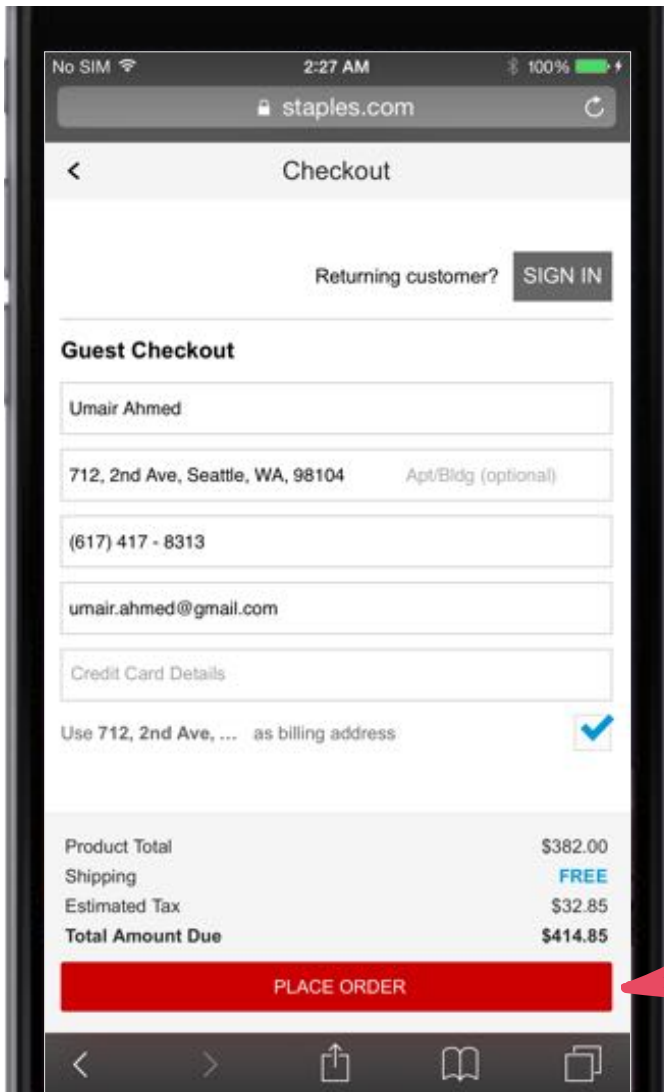 No SIM 2:27 AM 100%
staples.com
Checkout
Returning customer? SIGN IN
Guest Checkout
Umair Ahmed
712, 2nd Ave, Seattle, WA, 98104 Apt/Bldg (optional)
(617) 417 - 8313
umair.ahmed@gmail.com
Credit Card Details
Use 712, 2nd Ave, ... as billing address
Product Total $382.00
Shipping FREE
Estimated Tax $32.85
Total Amount Due $414.85
PLACE ORDER